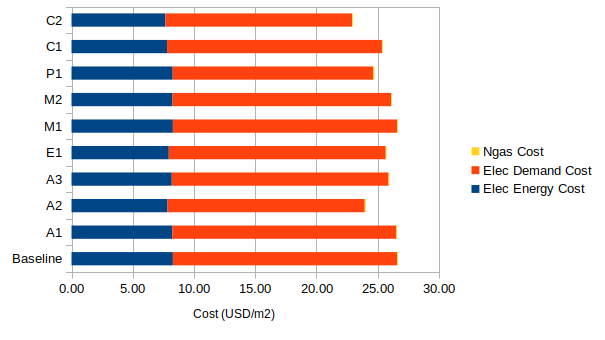 C2
C1
P1
M2
M1
E1
A3
A2
A1
Baseline
0.00 5.00 10.00 15.00 20.00 25.00 30.00
Cost (USD/m2)
Ngas Cost
Elec Demand Cost
Elec Energy Cost